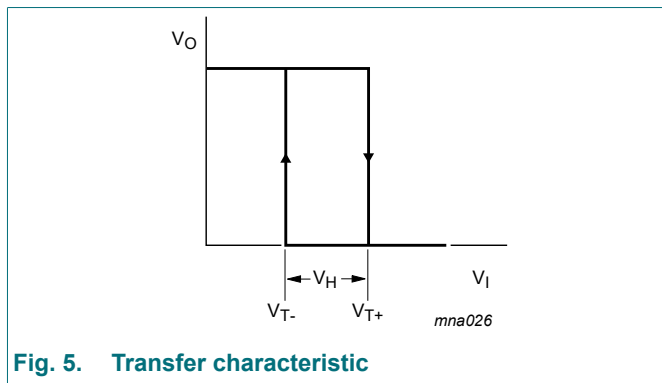 VO
VH
VI
VT-
VT+
mna026
Fig. 5. Transfer characteristic